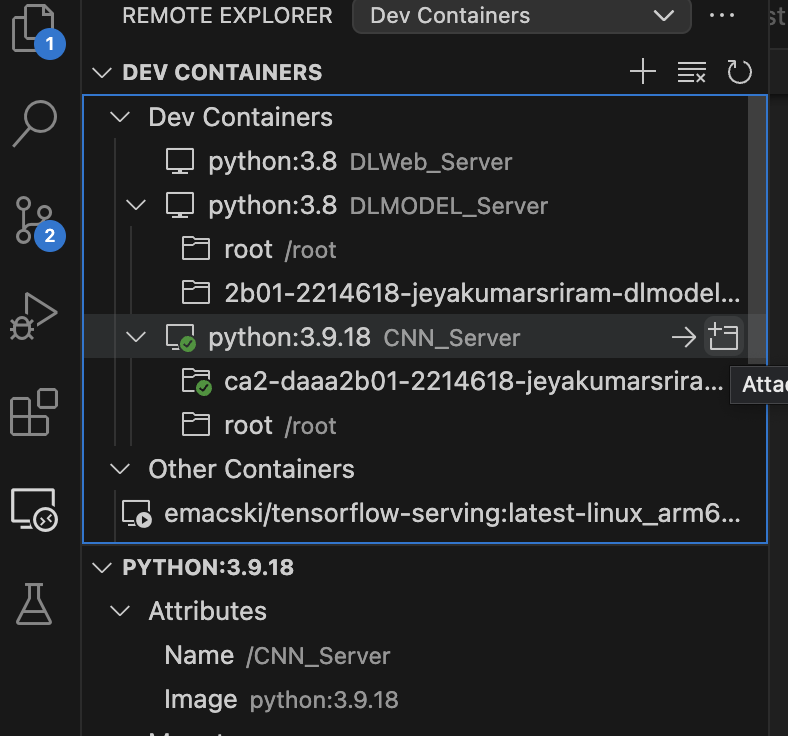 REMOTE EXPLORER Dev Containers
1
DEV CONTAINERS
Dev Containers
python:3.8 DLWeb_Server
python:3.8 DLMODEL_Server
2
root /root
2b01-2214618-jeyakumarsriram-dlmodel...
python:3.9.18 CNN_Server
ca2-daaa2b01-2214618-jeyakumarsrira...
Attac
root /root
Other Containers
emacski/tensorflow-serving:latest-linux_arm6...
PYTHON:3.9.18
Attributes
Name /CNN_Server
Image python:3.9.18